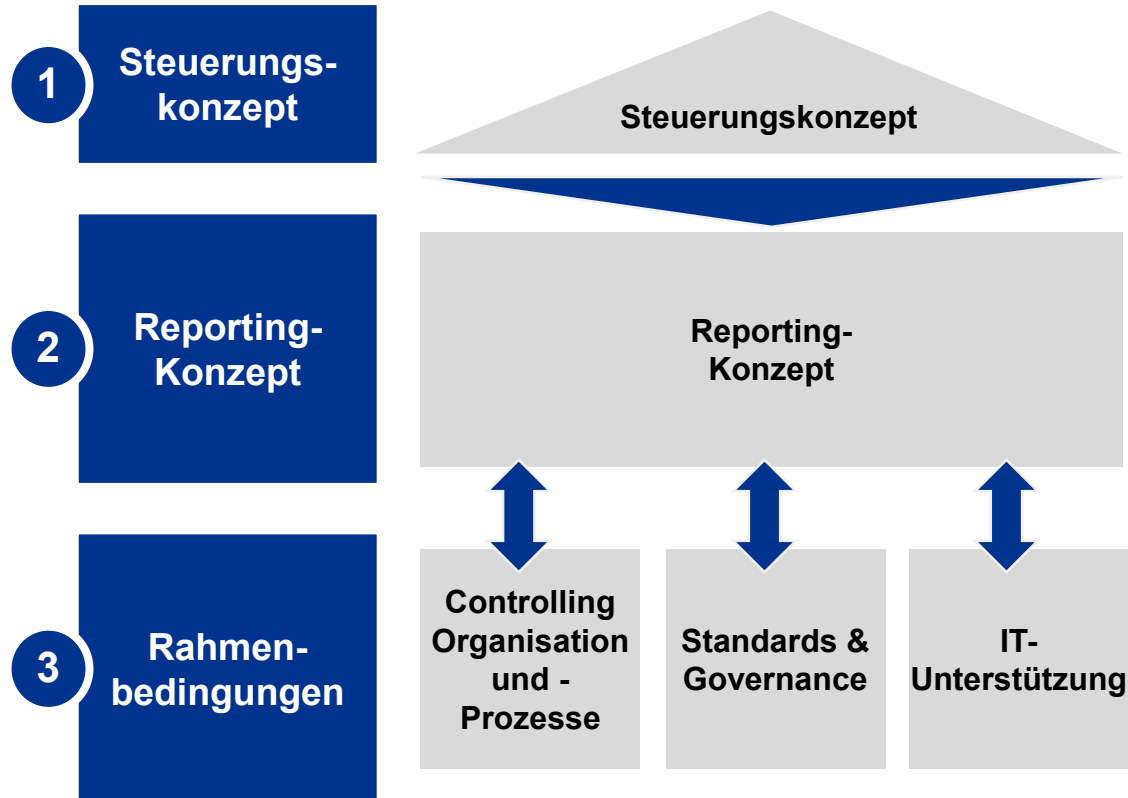 1
Steuerungs-
konzept
Steuerungskonzept
2
Reporting-
Konzept
Reporting-
Konzept
3
Rahmen-
bedingungen
Controlling
Organisation
und -
Prozesse
Standards &
Governance
IT-
Unterstützung